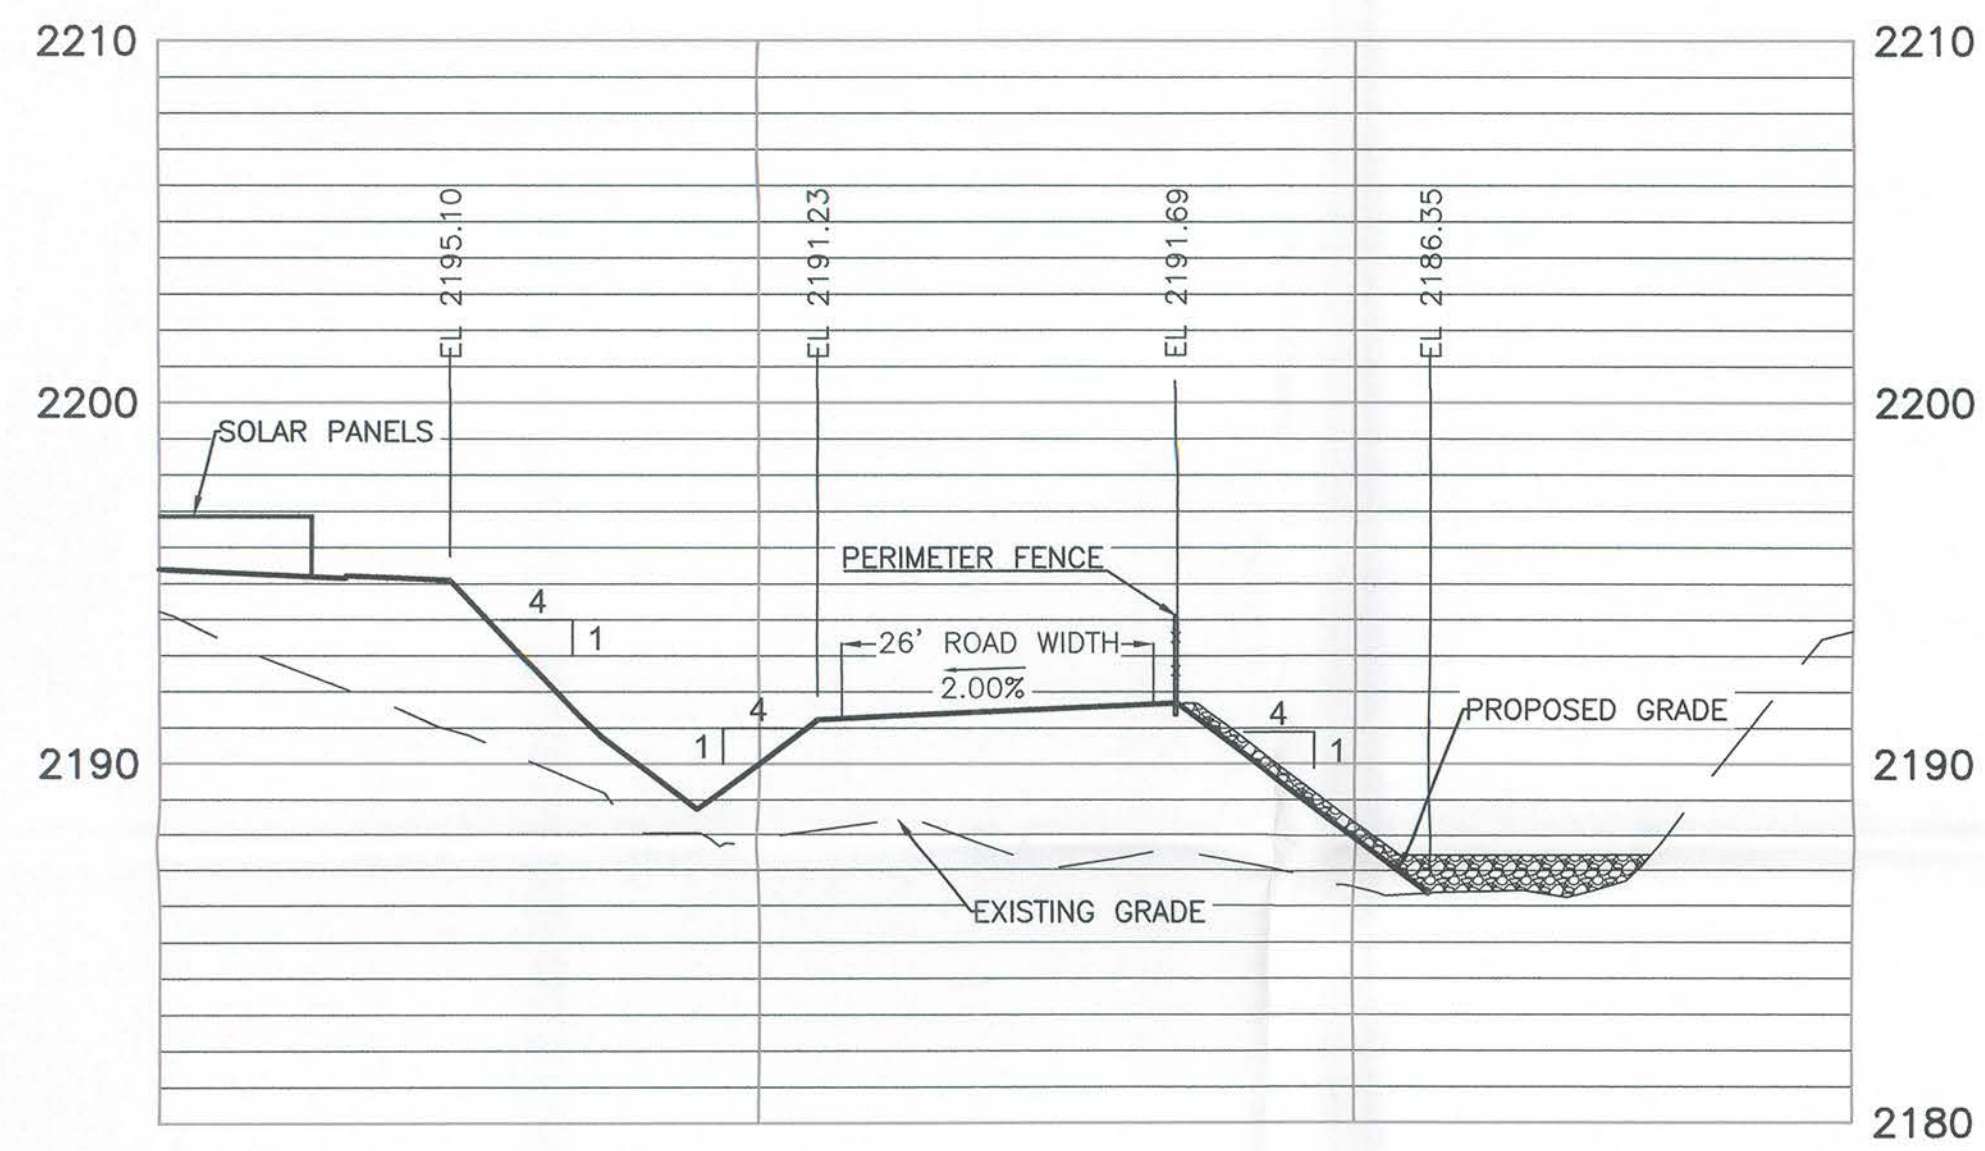 2210
2210
EL 2195.10
EL 2191.23
EL 2191.69
EL 2186.35
2200
2200
SOLAR PANELS
PERIMETER FENCE
4
1
26' ROAD WIDTH
2.00%
4
1
4
1
PROPOSED GRADE
2190
2190
EXISTING GRADE
2180